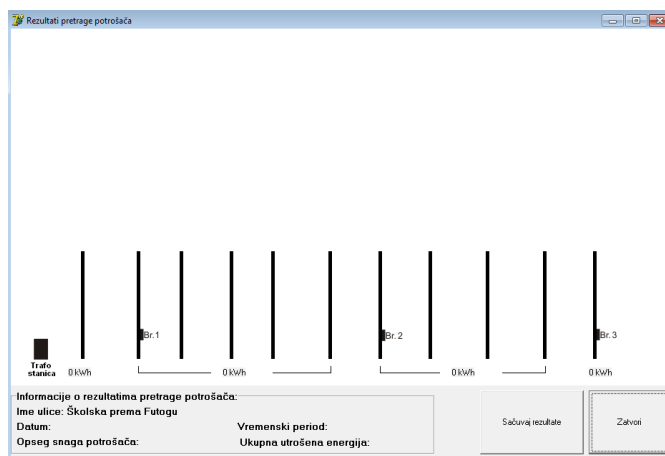 Rezultati pretrage potrošača
Br.1
Br.2
Br.3
Trafo
stanica
0 kWh
0 kWh
0 kWh
0 kWh
Informacije o rezultatima pretrage potrošača:
Ime ulice: Školska prema Futogu
Datum:
Vremenski period:
Opseg snaga potrošača:
Ukupna utrošena energija:
Sačuvaj rezultate
Zatvori